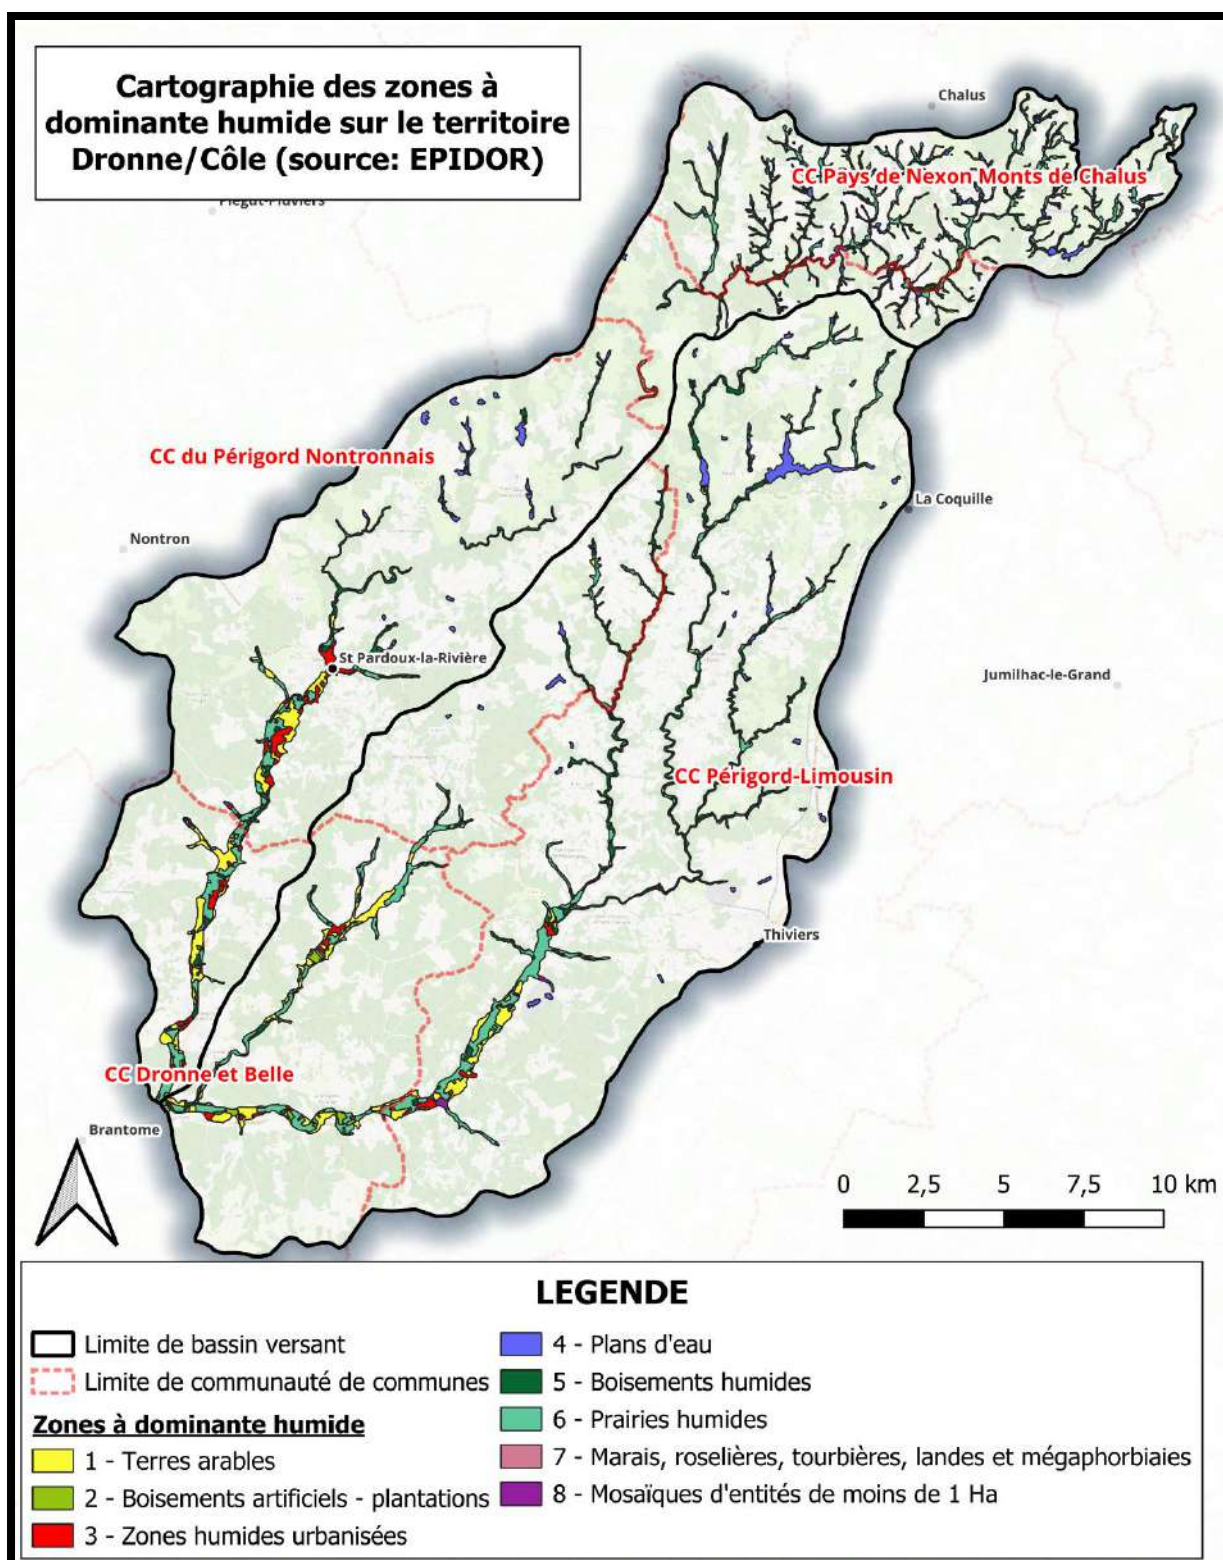 Cartographie des zones à
dominante humide sur le territoire
Dronne/Côle (source: EPIDOR)
Chalus
CC Pays de Nexon Monts de Chalus
CC du Périgord Nontronnais
La Coquille
Nontron
St Pardoux-la-Rivière
Jumilhac-le-Grand
CC Périgord-Limousin
Thiviers
CC Dronne et Belle
Brantome
0 2,5 5 7,5 10 km
LEGENDE
Limite de bassin versant
Limite de communauté de communes
Zones à dominante humide
1 - Terres arables
2 - Boisements artificiels - plantations
3 - Zones humides urbanisées
4 - Plans d'eau
5 - Boisements humides
6 - Prairies humides
7 - Marais, roselières, tourbières, landes et mégaphorbiaies
8 - Mosaïques d'entités de moins de 1 Ha